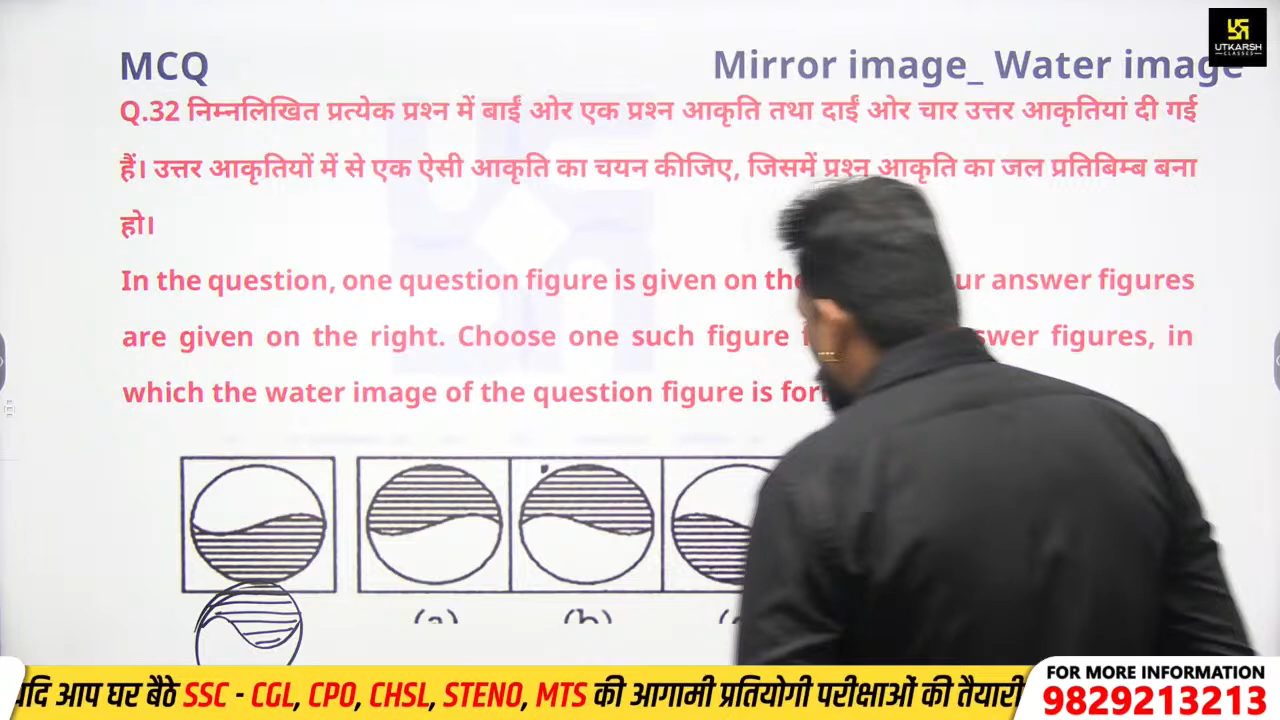 UTKARSH
CLASSES
MCQ
Mirror image_ Water image
Q.32 निम्नलिखित प्रत्येक प्रश्न में बाईं ओर एक प्रश्न आकृति तथा दाईं ओर चार उत्तर आकृतियां दी गई
हैं। उत्तर आकृतियों में से एक ऐसी आकृति का चयन कीजिए, जिसमें प्रश्न आकृति का जल प्रतिबिम्ब बना
हो।
In the question, one question figure is given on the ur answer figures
are given on the right. Choose one such figure swer figures, in
which the water image of the question figure is for
(a) (b)
यदि आप घर बैठे SSC - CGL, CPO, CHSL, STENO, MTS की आगामी प्रतियोगी परीक्षाओं की तैयारी
FOR MORE INFORMATION
9829213213